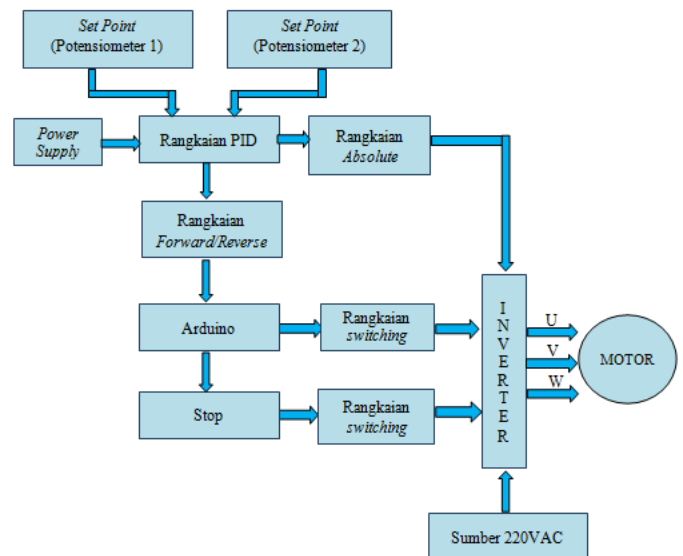 Set Point
(Potensiometer 1)
Set Point
(Potensiometer 2)
Power
Supply
Rangkaian PID
Rangkaian
Absolute
Rangkaian
Forward/Reverse
Arduino
Rangkaian
switching
Stop
Rangkaian
switching
INVERTER
U
V
W
MOTOR
Sumber 220VAC